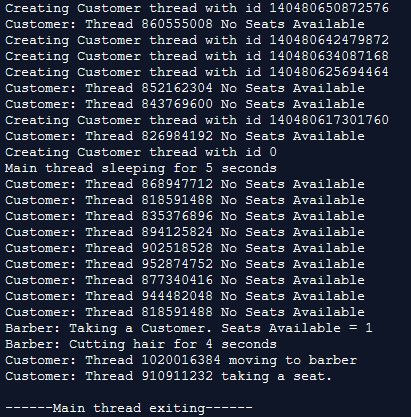 Creating Customer thread with id 140480650872576
Customer: Thread 860555008 No Seats Available
Creating Customer thread with id 140480642479872
Creating Customer thread with id 140480634087168
Creating Customer thread with id 140480625694464
Customer: Thread 852162304 No Seats Available
Customer: Thread 843769600 No Seats Available
Creating Customer thread with id 140480617301760
Customer: Thread 826984192 No Seats Available
Creating Customer thread with id 0
Main thread sleeping for 5 seconds
Customer: Thread 868947712 No Seats Available
Customer: Thread 818591488 No Seats Available
Customer: Thread 835376896 No Seats Available
Customer: Thread 894125824 No Seats Available
Customer: Thread 902518528 No Seats Available
Customer: Thread 952874752 No Seats Available
Customer: Thread 877340416 No Seats Available
Customer: Thread 944482048 No Seats Available
Customer: Thread 818591488 No Seats Available
Barber: Taking a Customer. Seats Available = 1
Barber: Cutting hair for 4 seconds
Customer: Thread 1020016384 moving to barber
Customer: Thread 910911232 taking a seat.
------Main thread exiting------